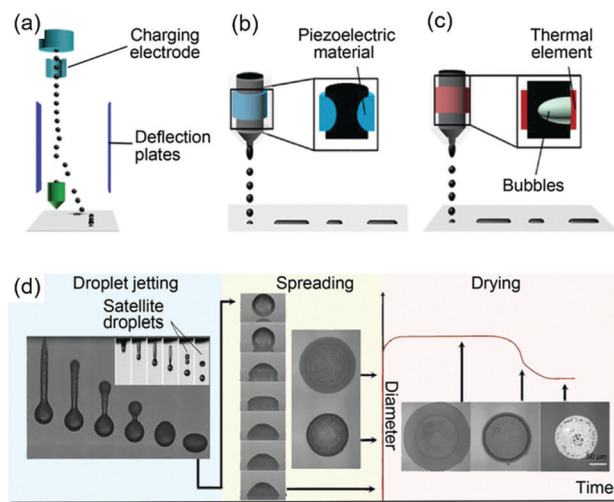 (a)
Charging
electrode
Deflection
plates
(b)
Piezoelectric
material
(c)
Thermal
element
Bubbles
(d)
Droplet jetting
Satellite
droplets
Spreading
Drying
Diameter
50 µm
Time